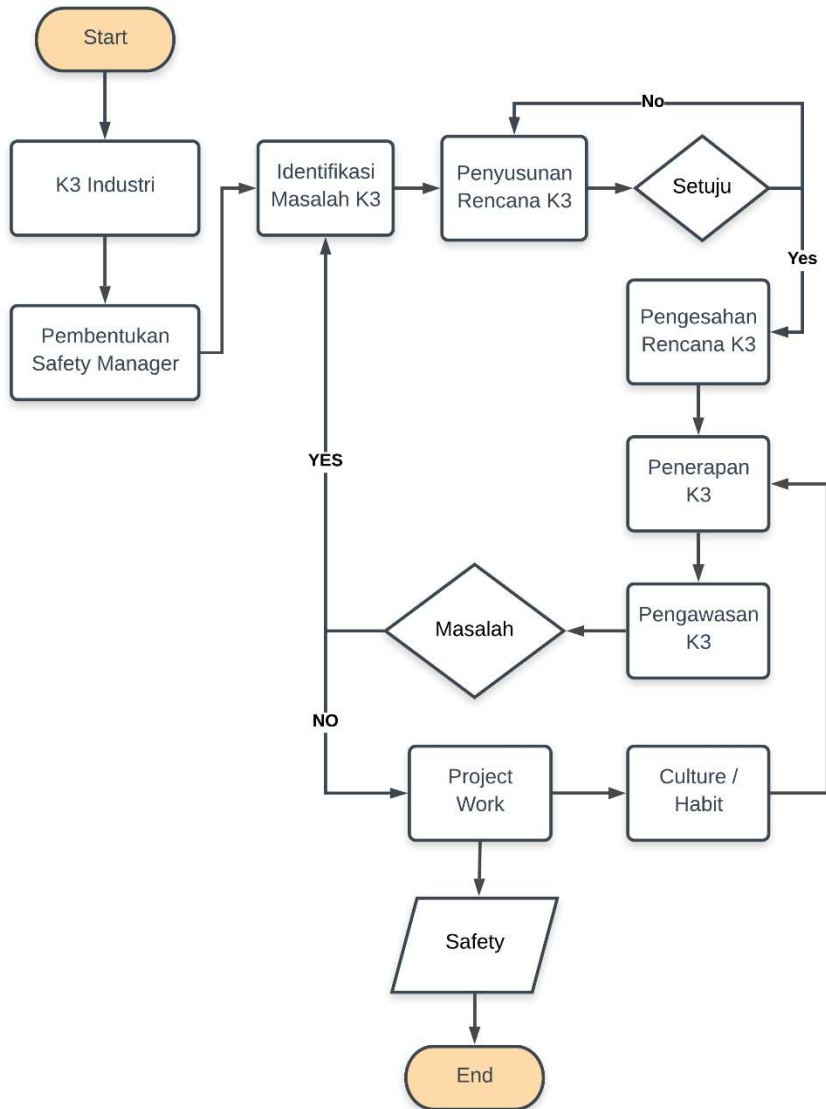 Start
K3 Industri
Pembentukan
Safety Manager
Identifikasi
Masalah K3
Penyusunan
Rencana K3
Setuju
No
Yes
Pengesahan
Rencana K3
Penerapan
K3
Pengawasan
K3
Masalah
YES
NO
Project
Work
Culture /
Habit
Safety
End